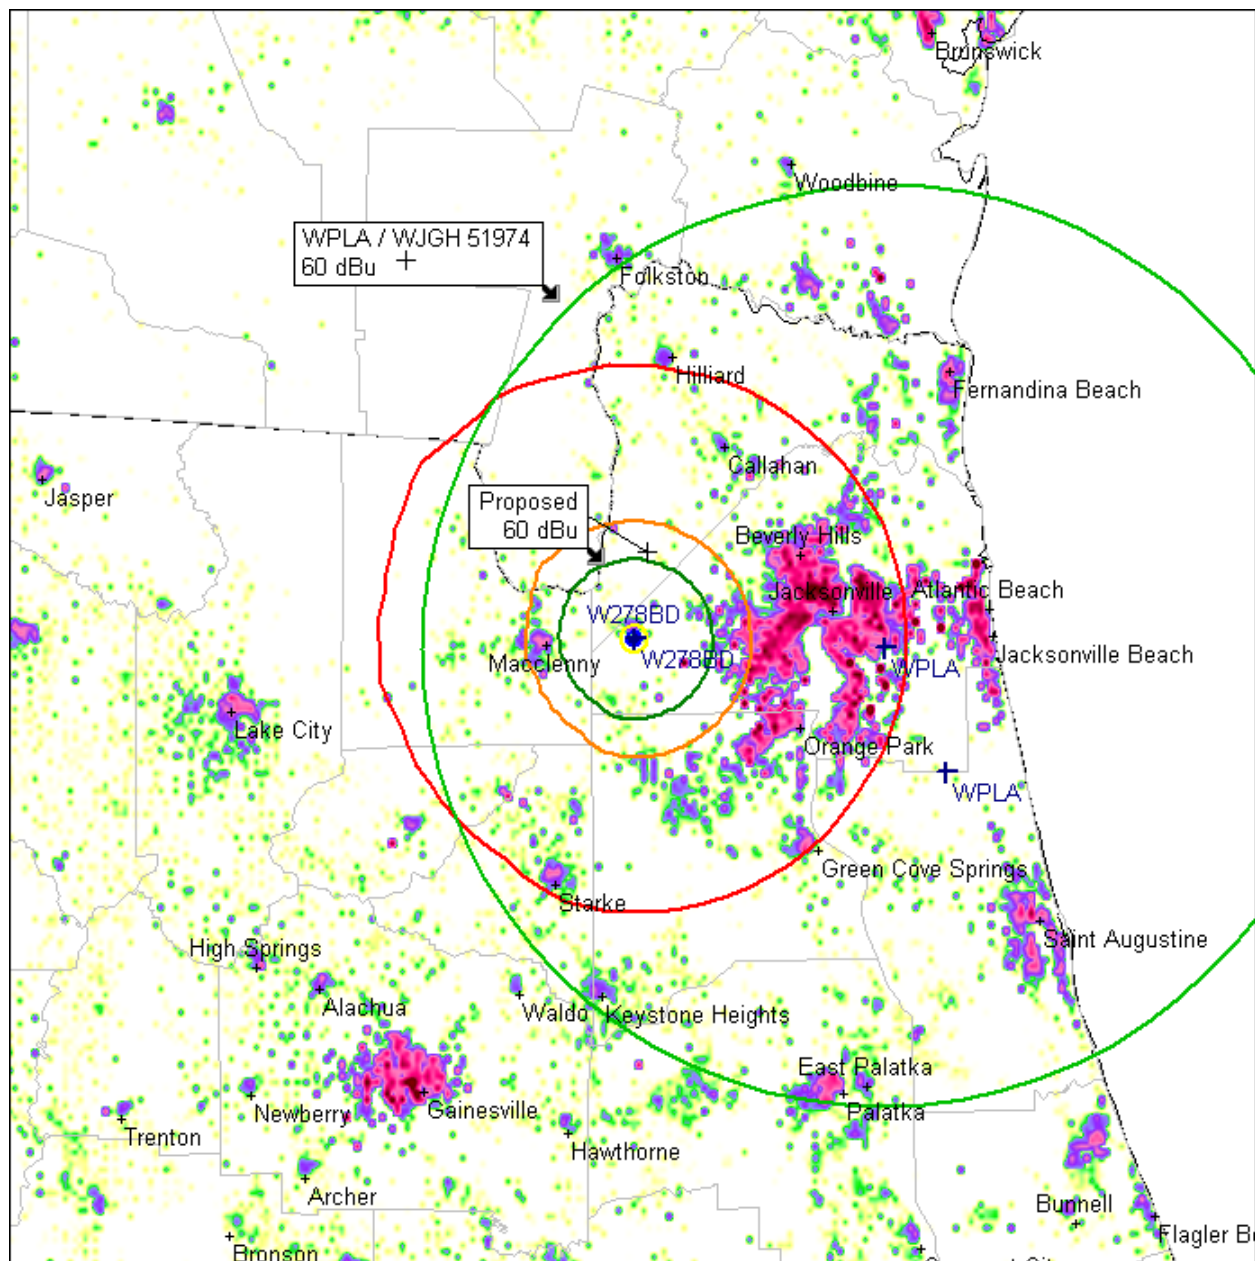 Brunswick
Woodbine
WPLA / WJGH 51974
60 dBu
Folkston
Hilliard
Fernandina Beach
Callahan
Jasper
Proposed
60 dBu
Beverly Hills
Jacksonville
Atlantic Beach
W278BD
Macclenny
W278BD
WPLA
Jacksonville Beach
Lake City
Orange Park
WPLA
Green Cove Springs
Starke
High Springs
Saint Augustine
Alachua
Waldo
Keystone Heights
East Palatka
Newberry
Gainesville
Palatka
Trenton
Hawthorne
Archer
Bunnell
Flagler Be
Bronson